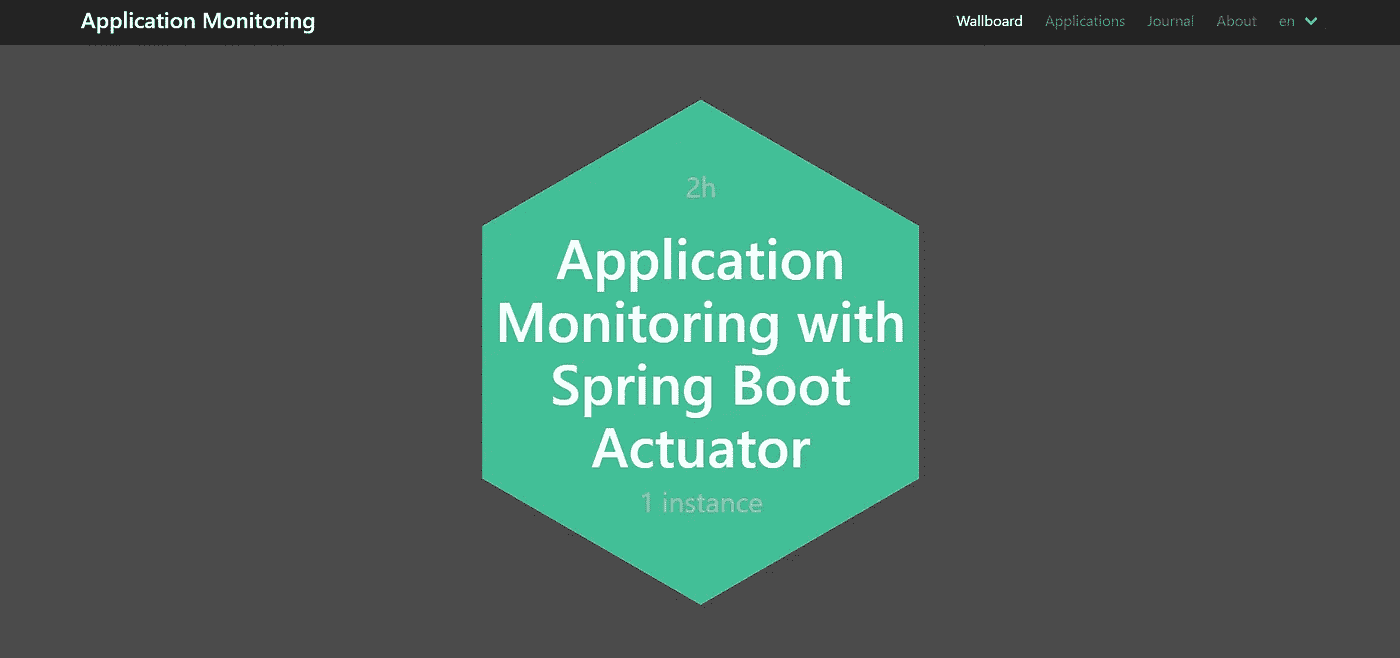 Application Monitoring
Wallboard Applications Journal About en
2h
Application
Monitoring with
Spring Boot
Actuator
1 instance